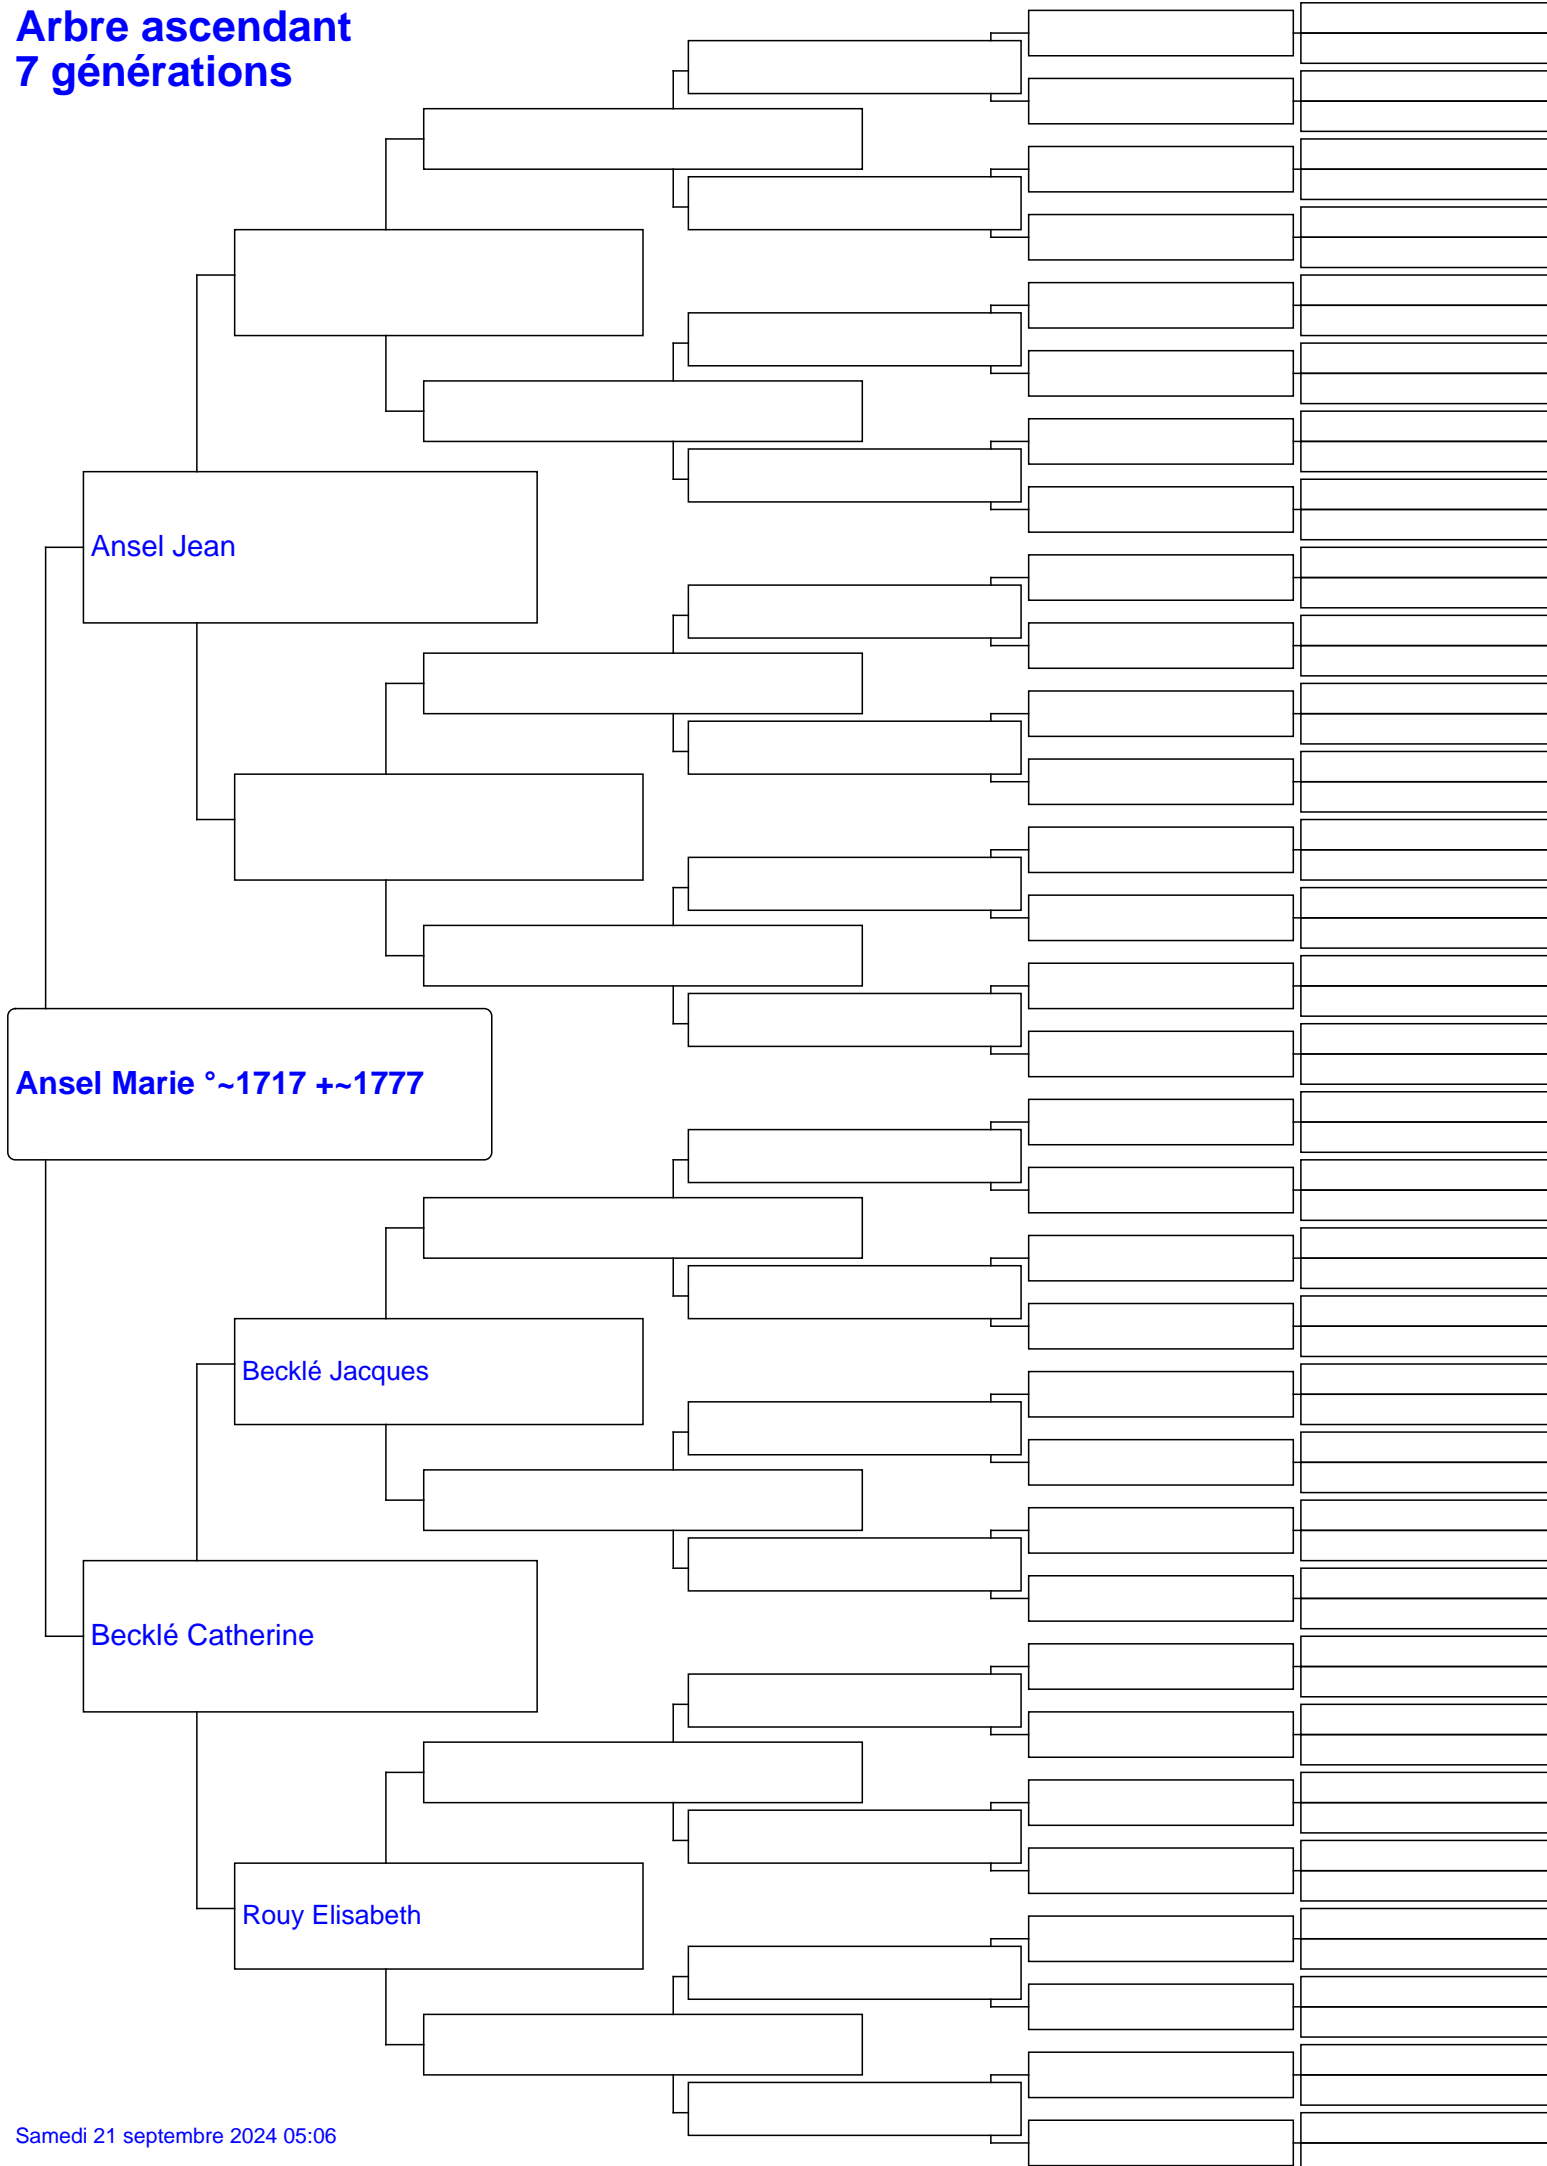 Arbre ascendant
7 générations
Ansel Jean
Ansel Marie °~1717 +~1777
Becklé Jacques
Becklé Catherine
Rouy Elisabeth
Samedi 21 septembre 2024 05:06